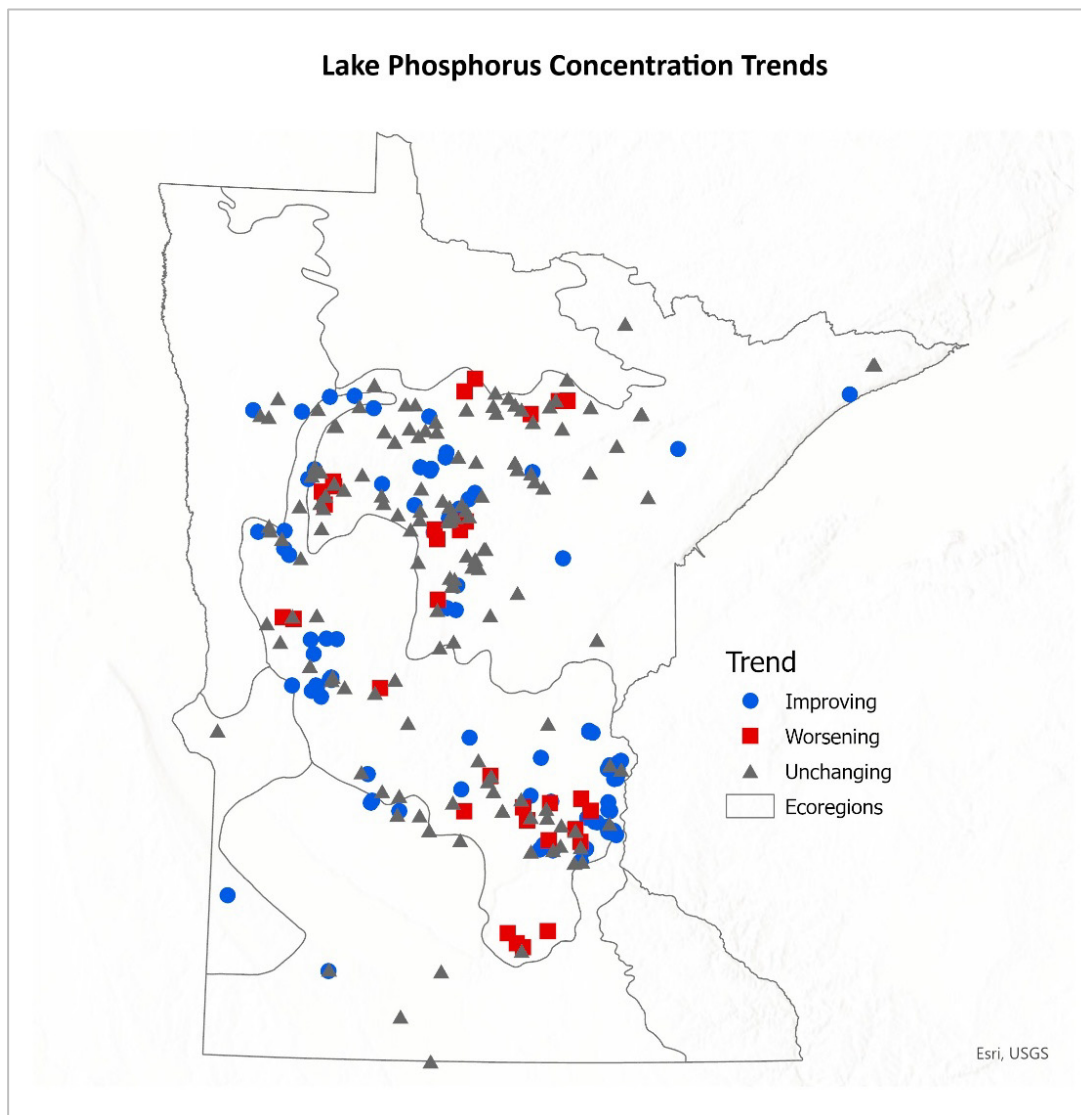 Lake Phosphorus Concentration Trends
Trend
Improving
Worsening
Unchanging
Ecoregions
Esri, USGS